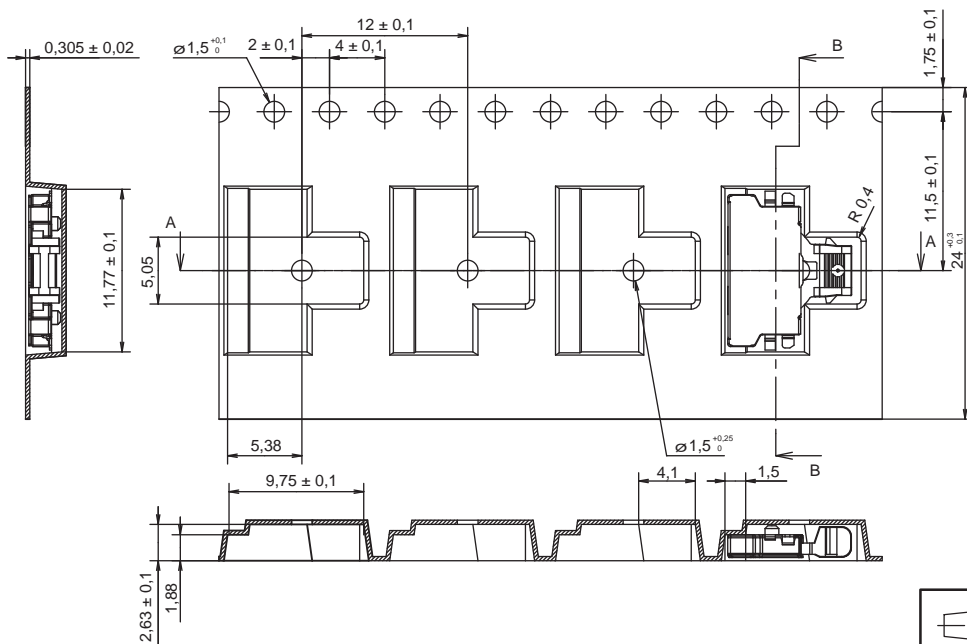 12 ± 0,1
0,305 ± 0,02
⌀1,5 +0,1 0
2 ± 0,1
4 ± 0,1
B
1,75 ± 0,1
11,5 ± 0,1
24 +0,3 0,1
R 0,4
A
A
11,77 ± 0,1
5,05
5,38
⌀1,5 +0,25 0
B
9,75 ± 0,1
4,1
1,5
2,63 ± 0,1
1,88